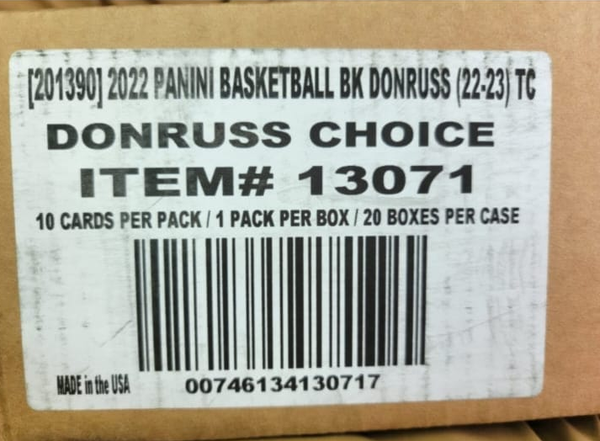 [201390] 2022 PANINI BASKETBALL BK DONRUSS (22-23) TC
DONRUSS CHOICE
ITEM# 13071
10 CARDS PER PACK / 1 PACK PER BOX / 20 BOXES PER CASE
MADE in the USA 00746134130717